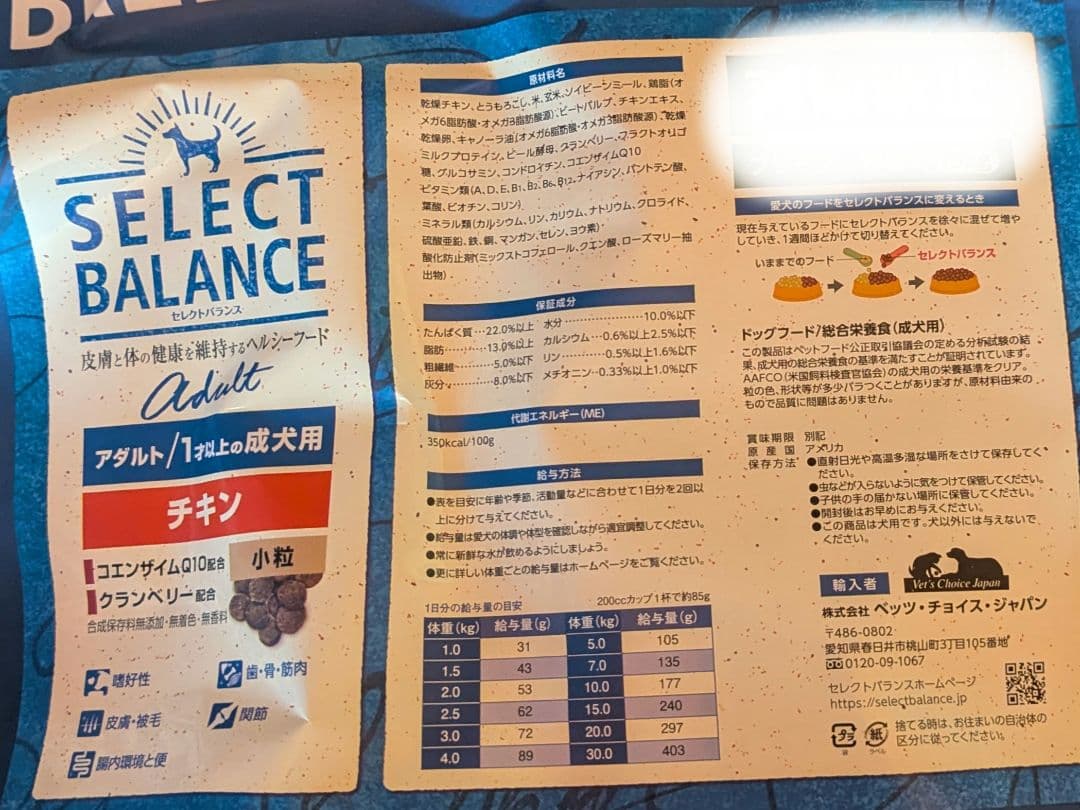 SELECT
BALANCE
セレクトバランス
皮膚と体の健康を維持するヘルシーフード
Adult
アダルト/1才以上の成犬用
チキン
コエンザイムQ10配合
クランベリー配合
小粒
合成保存料無添加・無着色・無香料
嗜好性
歯・骨・筋肉
皮膚・被毛
関節
腸内環境と便
原材料名
乾燥チキン、とうもろこし、米、玄米、ソイビーンミール、鶏脂(オ
メガ6脂肪酸・オメガ3脂肪酸源)、ビートパルプ、チキンエキス、
乾燥卵、キャノーラ油(オメガ6脂肪酸・オメガ3脂肪酸源)、乾燥
ミルクプロテイン、ビール酵母、クランベリー、フラクトオリゴ
糖、グルコサミン、コンドロイチン、コエンザイムQ10
ビタミン類(A、D、E、B1、B2、B6、B12、ナイアシン、パントテン酸、
葉酸、ビオチン、コリン)
ミネラル類(カルシウム、リン、カリウム、ナトリウム、クロライド、
硫酸亜鉛、鉄、銅、マンガン、セレン、ヨウ素)
酸化防止剤(ミックストコフェロール、クエン酸、ローズマリー抽
出物)
保証成分
たんぱく質…22.0%以上 水分…10.0%以下
脂肪…13.0%以上 カルシウム…0.6%以上2.5%以下
粗繊維…5.0%以下 リン…0.5%以上1.6%以下
灰分…8.0%以下 メチオニン…0.33%以上1.0%以下
代謝エネルギー(ME)
350kcal/100g
給与方法
●表を目安に年齢や季節、活動量などに合わせて1日分を2回以
上に分けて与えてください。
●給与量は愛犬の体調や体型を確認しながら適宜調整してください。
●常に新鮮な水が飲めるようにしましょう。
●更に詳しい体重ごとの給与量はホームページをご覧ください。
1日分の給与量の目安 200ccカップ1杯で約85g
体重(kg) 給与量(g) 体重(kg) 給与量(g)
1.0 31 5.0 105
1.5 43 7.0 135
2.0 53 10.0 177
2.5 62 15.0 240
3.0 72 20.0 297
4.0 89 30.0 403
愛犬のフードをセレクトバランスに変えるとき
現在与えているフードにセレクトバランスを徐々に混ぜて増や
していき、1週間ほどかけて切り替えてください。
いままでのフード セレクトバランス
ドッグフード/総合栄養食(成犬用)
この製品はペットフード公正取引協議会の定める分析試験の結
果、成犬用の総合栄養食の基準を満たすことが証明されています。
AAFCO(米国飼料検査官協会)の成犬用の栄養基準をクリア。
粒の色、形状等が多少バラつくことがありますが、原材料由来の
もので品質に問題はありません。
賞味期限 別記
原産国 アメリカ
保存方法 ●直射日光や高温多湿な場所をさけて保存してく
ださい。
●虫などが入らないように気をつけて保管してください。
●子供の手の届かない場所に保管してください。
●開封後はお早めにお与えください。
●この商品は犬用です。犬以外には与えないで
ください。
輸入者
Vet's Choice Japan
株式会社 ペッツ・チョイス・ジャパン
〒486-0802
愛知県春日井市桃山町3丁目105番地
0120-09-1067
セレクトバランスホームページ
https://selectbalance.jp
プラ
袋
紙
ラベル
捨てる時は、お住まいの自治体の
区分に従ってください。